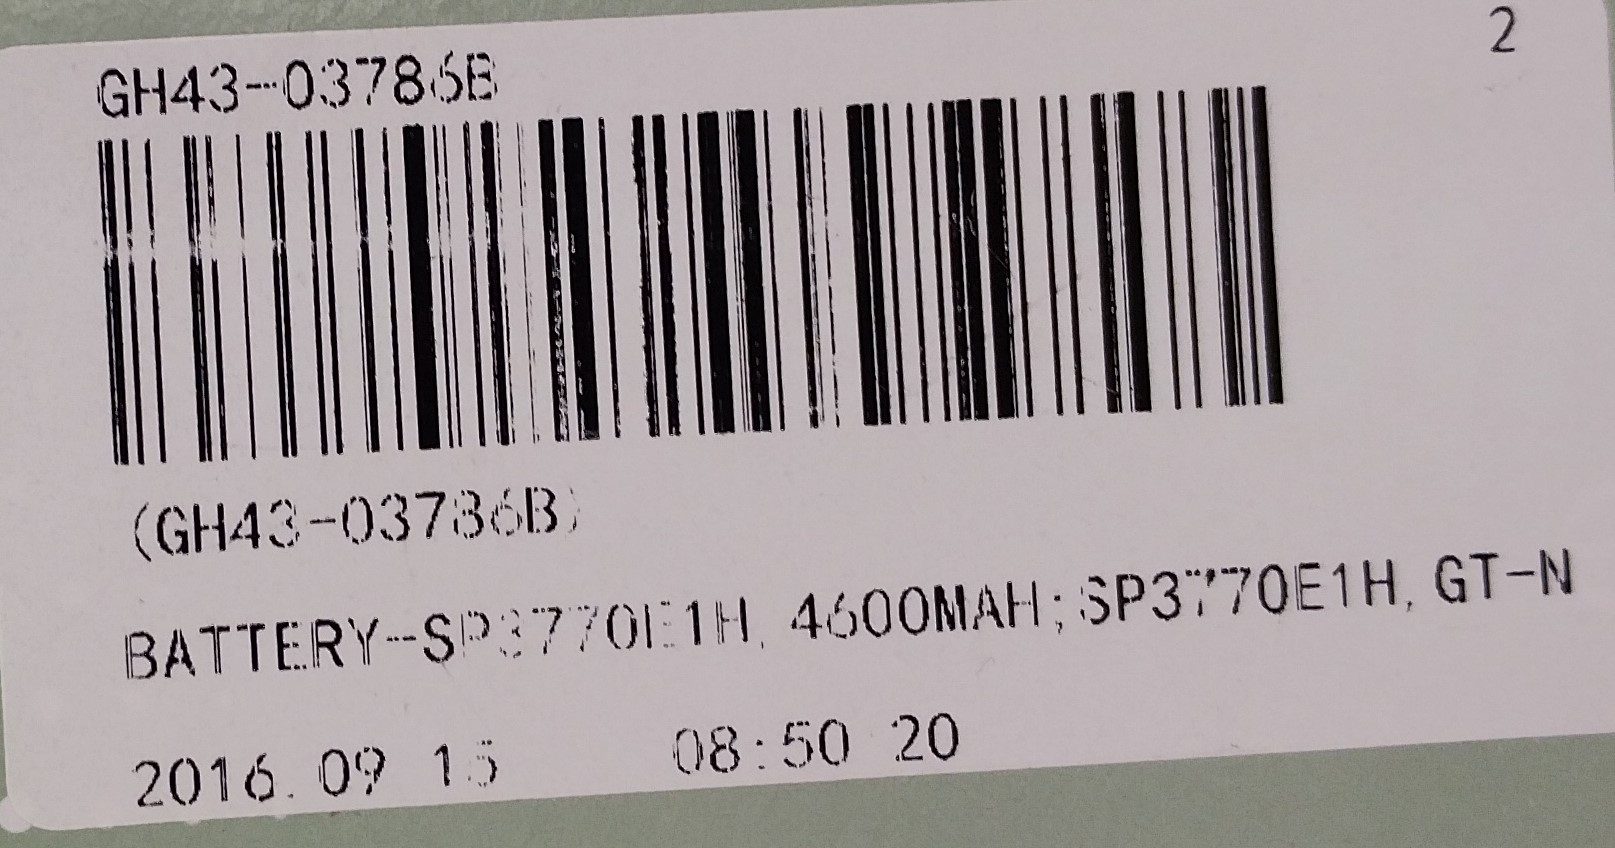 2
GH43-03786B
(GH43-03786B)
BATTERY-SP3770E1H, 4600MAH;SP3770E1H, GT-N
2016.09 15 08:50 20